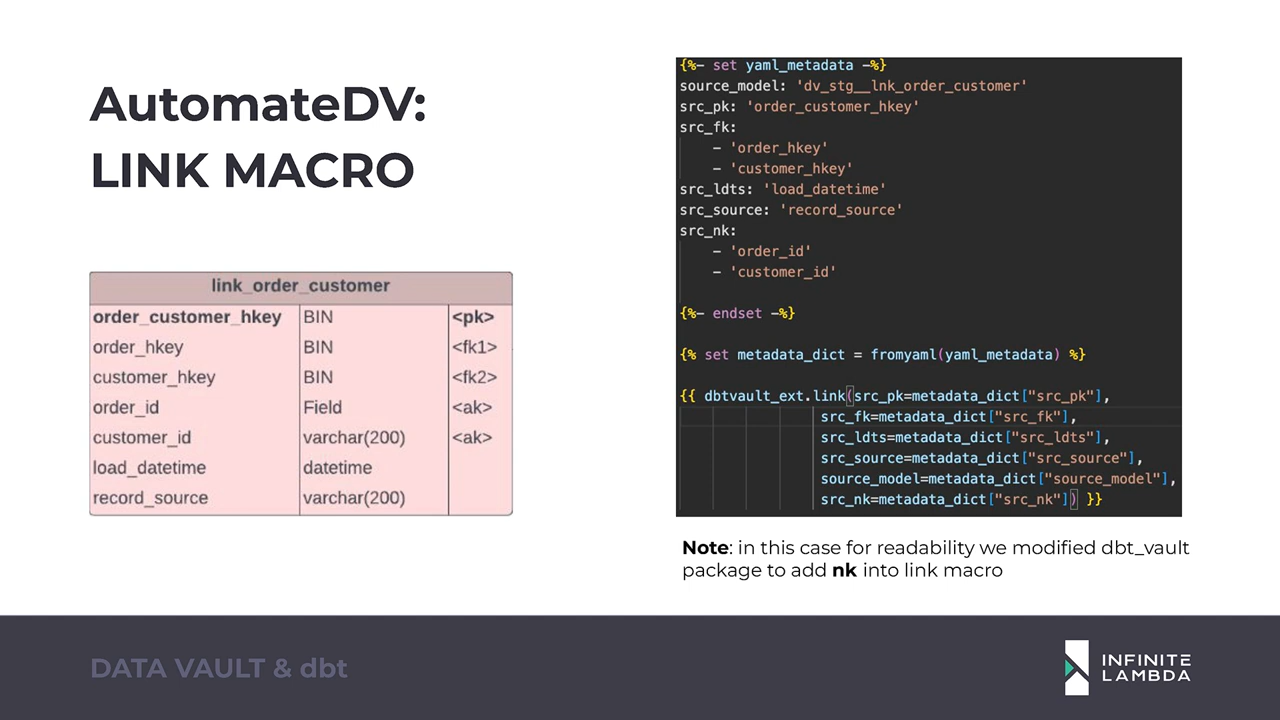 AutomateDV:
LINK MACRO
link_order_customer
order_customer_hkey BIN <pk>
order_hkey BIN <fk1>
customer_hkey BIN <fk2>
order_id Field <ak>
customer_id varchar(200) <ak>
load_datetime datetime
record_source varchar(200)
{%- set yaml_metadata -%}
source_model: 'dv_stg__lnk_order_customer'
src_pk: 'order_customer_hkey'
src_fk:
    - 'order_hkey'
    - 'customer_hkey'
src_ldts: 'load_datetime'
src_source: 'record_source'
src_nk:
    - 'order_id'
    - 'customer_id'
{%- endset -%}
{% set metadata_dict = fromyaml(yaml_metadata) %}
{{ dbtvault_ext.link(src_pk=metadata_dict["src_pk"],
src_fk=metadata_dict["src_fk"],
src_ldts=metadata_dict["src_ldts"],
src_source=metadata_dict["src_source"],
source_model=metadata_dict["source_model"],
src_nk=metadata_dict["src_nk"]) }}
Note: in this case for readability we modified dbt_vault
package to add nk into link macro
DATA VAULT & dbt
INFINITE
LAMBDA